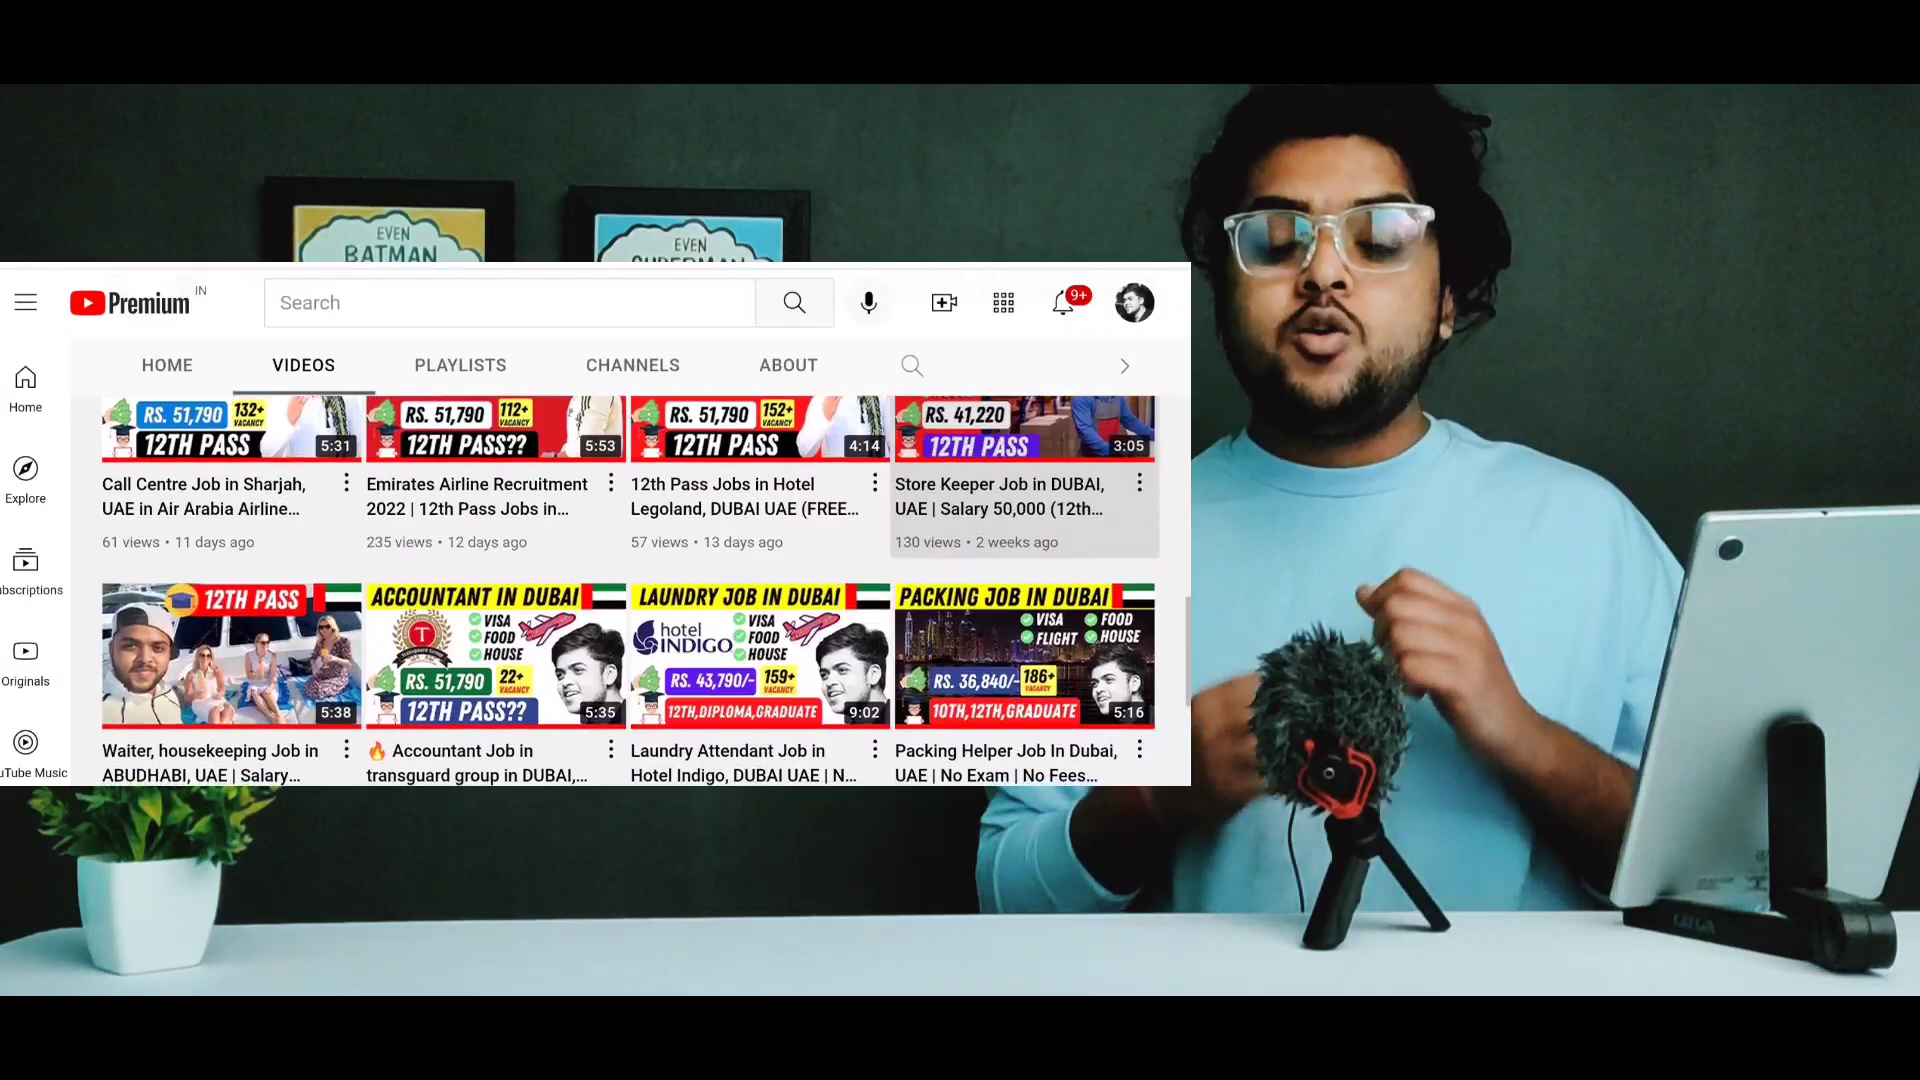 EVEN
BATMAN
EVEN
Premium
IN
Search
9+
HOME
VIDEOS
PLAYLISTS
CHANNELS
ABOUT
Home
Explore
Originals
RS. 51,790
132+
VACANCY
12TH PASS
5:31
RS. 51,790
112+
VACANCY
12TH PASS??
5:53
RS. 51,790
152+
VACANCY
12TH PASS
4:14
RS. 41,220
12TH PASS
3:05
Call Centre Job in Sharjah,
UAE in Air Arabia Airline...
61 views • 11 days ago
Emirates Airline Recruitment
2022 | 12th Pass Jobs in...
235 views • 12 days ago
12th Pass Jobs in Hotel
Legoland, DUBAI UAE (FREE...
57 views • 13 days ago
Store Keeper Job in DUBAI,
UAE | Salary 50,000 (12th...
130 views • 2 weeks ago
ubscriptions
uTube Music
12TH PASS
5:38
ACCOUNTANT IN DUBAI
T
VISA
FOOD
HOUSE
RS. 51,790
22+
VACANCY
12TH PASS??
5:35
LAUNDRY JOB IN DUBAI
hotel
INDIGO
VISA
FOOD
HOUSE
RS. 43,790/-
159+
VACANCY
12TH,DIPLOMA,GRADUATE
9:02
PACKING JOB IN DUBAI
VISA
FOOD
FLIGHT
HOUSE
RS. 36,840/-
186+
VACANCY
10TH,12TH,GRADUATE
5:16
Waiter, housekeeping Job in
ABUDHABI, UAE | Salary...
🔥 Accountant Job in
transguard group in DUBAI,...
Laundry Attendant Job in
Hotel Indigo, DUBAI UAE | N...
Packing Helper Job In Dubai,
UAE | No Exam | No Fees...